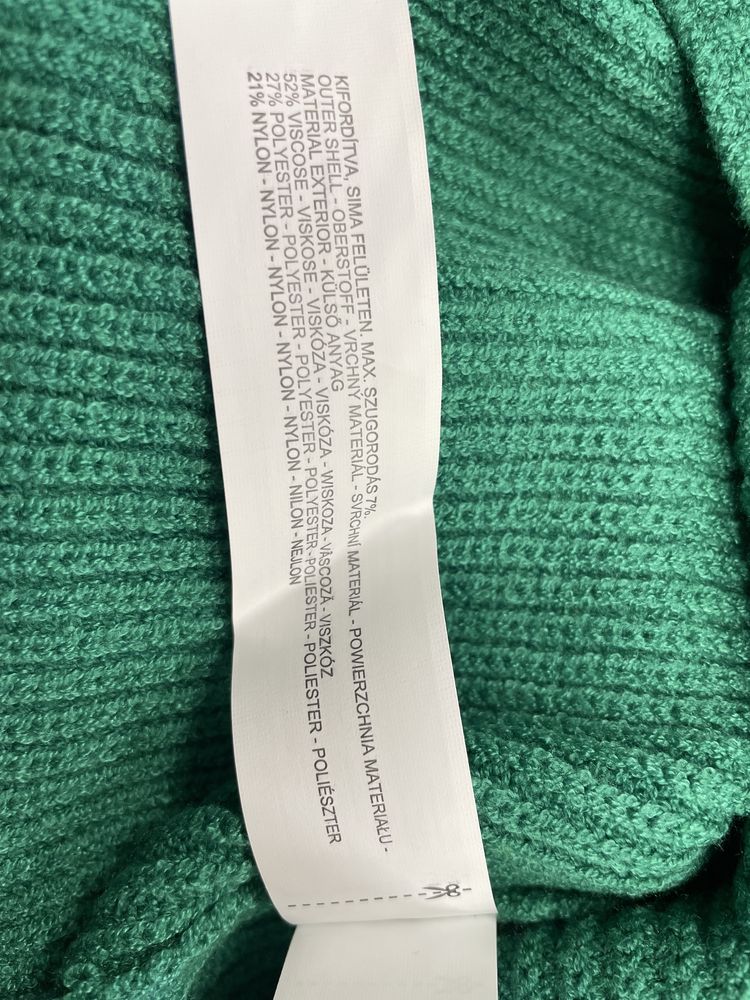 KIFORDÍTVA, SIMA FELÜLETEN. MAX. SZUGORODÁS 7%.
OUTER SHELL - OBERSTOFF - VRCHNÝ MATERIÁL - SVRCHNÍ MATERIÁL - POWIERZCHNIA MATERIAŁU -
MATERIAL EXTERIOR - KÜLSŐ ANYAG
52% VISCOSE - VISKOSE - VISKÓZA - VISKÓZA - WISKOZA - VÂSCOZĂ - VISZKÓZ
27% POLYESTER - POLYESTER - POLYESTER - POLYESTER - POLIESTER - POLIESTER - POLIÉSZTER
21% NYLON - NYLON - NYLON - NYLON - NYLON - NILON - NEJLON